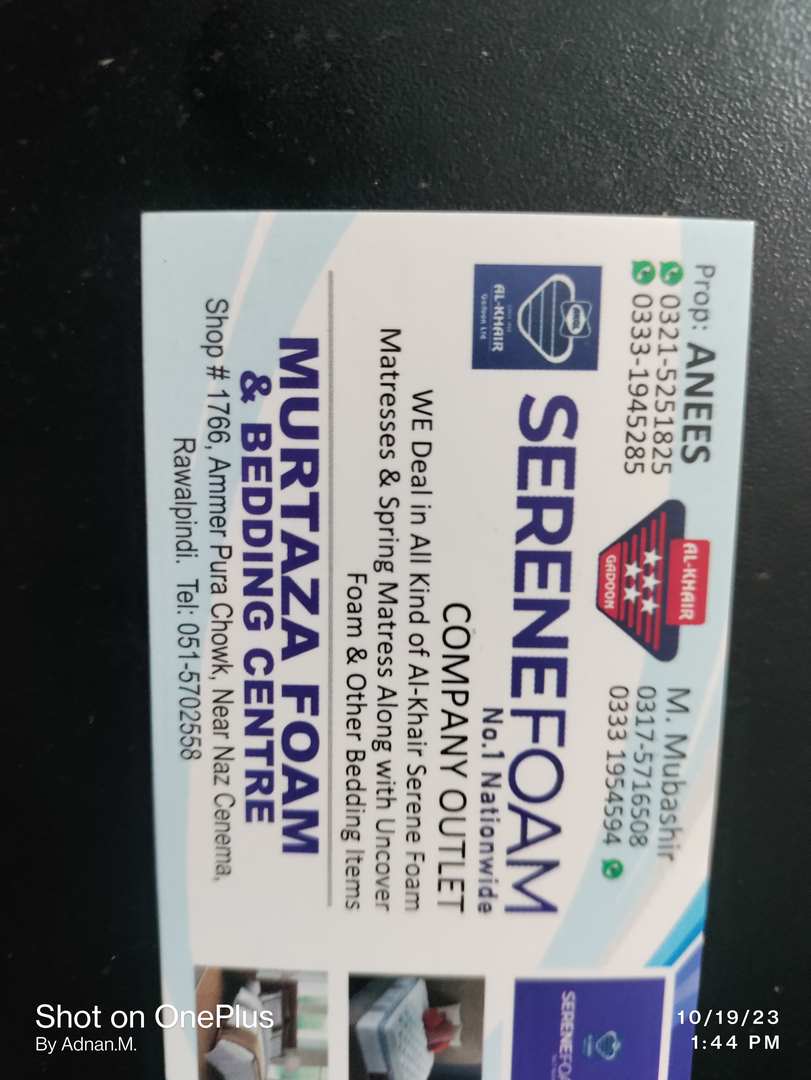 Prop: ANEES
0321-5251825
0333-1945285
AL-KHAIR
GADOON
M. Mubashir
0317-5716508
0333 1954594
AL-KHAIR
SERENEFOAM
No.1 Nationwide
COMPANY OUTLET
WE Deal in All Kind of Al-Khair Serene Foam
Matresses & Spring Matress Along with Uncover
Foam & Other Bedding Items
MURTAZA FOAM
& BEDDING CENTRE
Shop # 1766, Ammer Pura Chowk, Near Naz Cenema,
Rawalpindi. Tel: 051-5702558
Shot on OnePlus
By Adnan.M.
10/19/23
1:44 PM